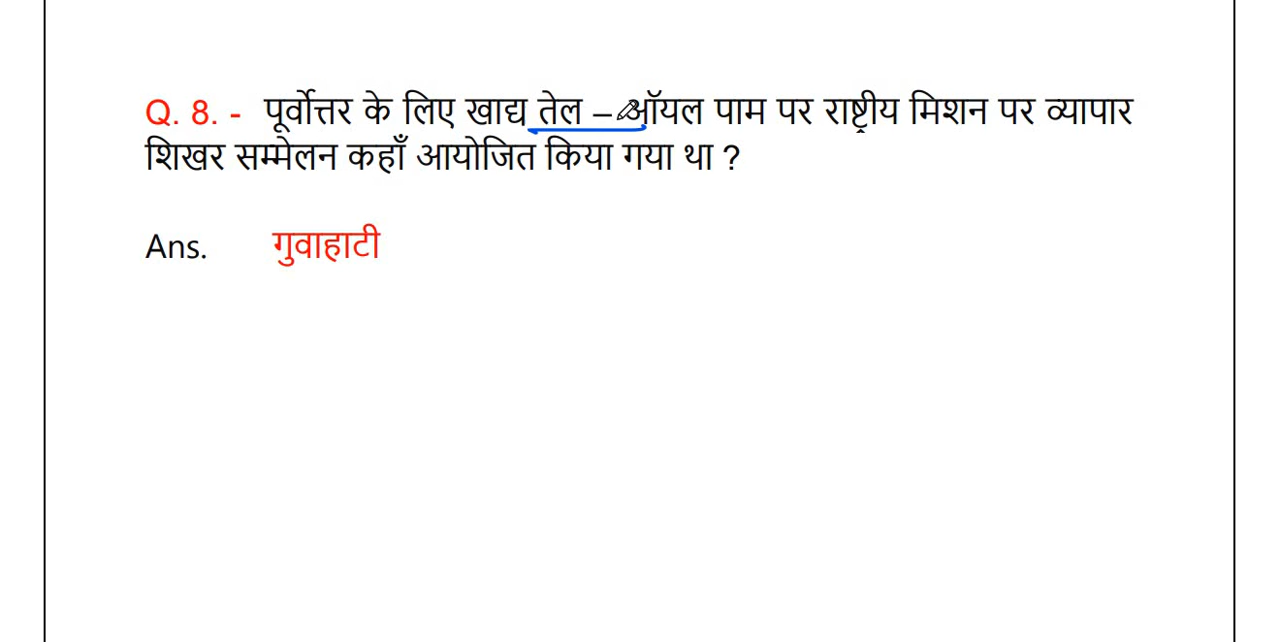 Q. 8. - पूर्वोत्तर के लिए खाद्य तेल – ऑयल पाम पर राष्ट्रीय मिशन पर व्यापार
शिखर सम्मेलन कहाँ आयोजित किया गया था ?
Ans. गुवाहाटी